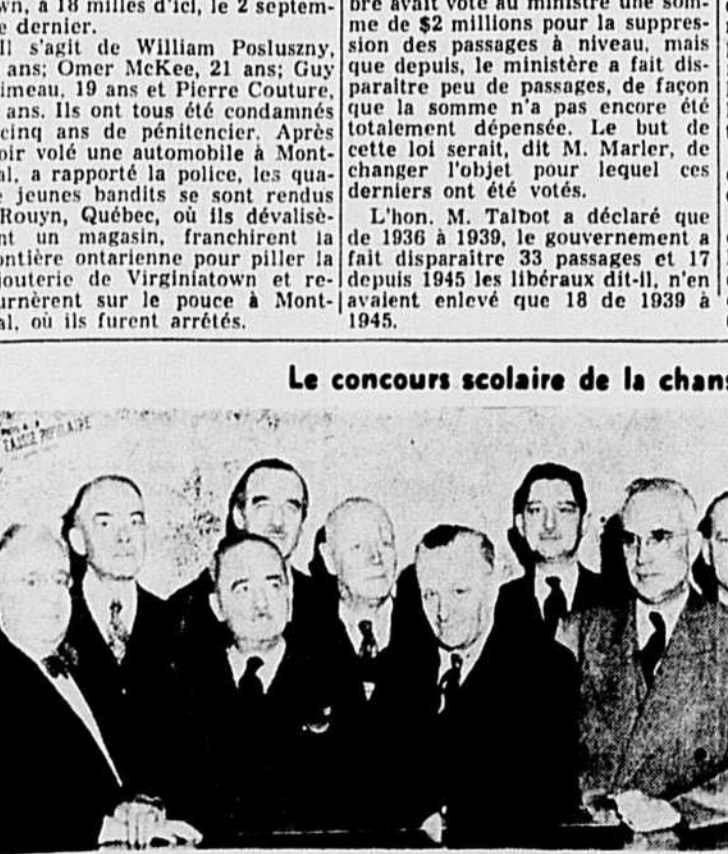 wn, à 18 milles d'ici, le 2 septem-
e dernier.
Il s'agit de William Posluszny,
ans; Omer McKee, 21 ans; Guy
imeau, 19 ans et Pierre Couture,
ans. Ils ont tous été condamnés
cinq ans de pénitencier. Après
oir volé une automobile à Mont-
al, a rapporté la police, les qua-
e jeunes bandits se sont rendus
Rouyn, Québec, où ils dévalisè-
nt un magasin, franchirent la
ontière ontarienne pour piller la
jouterie de Virginiatown et re-
urnèrent sur le pouce à Mont-
al, où ils furent arrêtés.
bre avait voté au ministre une som-
me de $2 millions pour la suppres-
sion des passages à niveau, mais
que depuis, le ministère a fait dis-
paraître peu de passages, de façon
que la somme n'a pas encore été
totalement dépensée. Le but de
cette loi serait, dit M. Marler, de
changer l'objet pour lequel ces
derniers ont été votés.
L'hon. M. Talbot a déclaré que
de 1936 à 1939, le gouvernement a
fait disparaitre 33 passages et 17
depuis 1945 les libéraux dit-il, n'en
avaient enlevé que 18 de 1939 à
1945.
Le concours scolaire de la chans
POPULAIRE